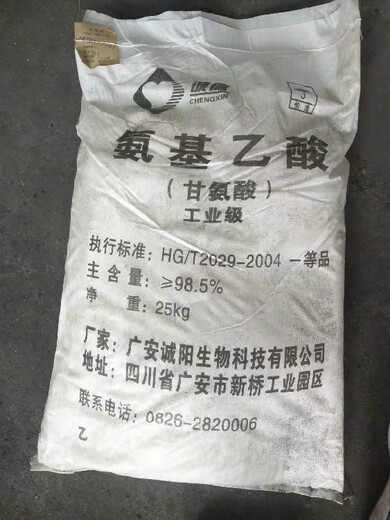 诚信
CHENGXIN
氨基乙酸
(甘氨酸)
工业级
执行标准：HG/T2029-2004 一等品
主含量：≥98.5%
净重：25kg
厂家：广安诚阳生物科技有限公司
地址：四川省广安市新桥工业园区
联系电话：0826-2820006
乙